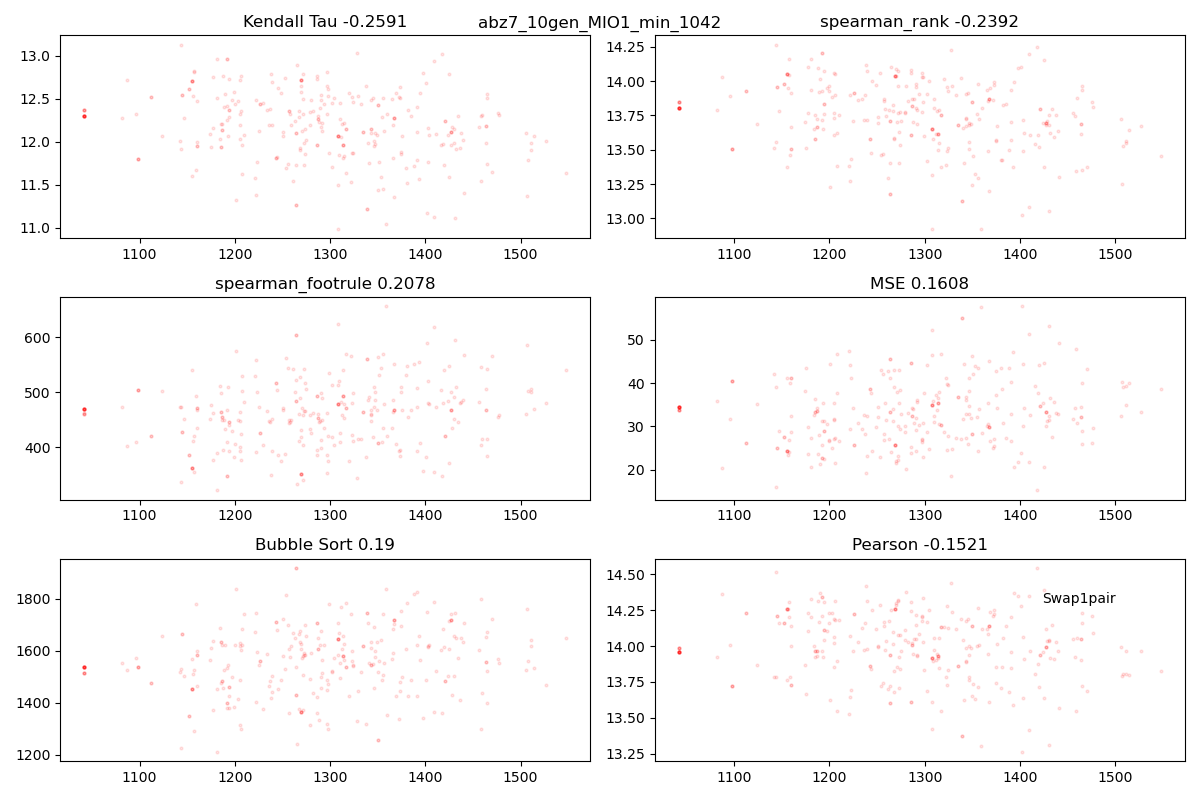 Kendall Tau -0.2591
abz7_10gen_MIO1_min_1042
spearman_rank -0.2392
13.0
12.5
12.0
11.5
11.0
1100 1200 1300 1400 1500
14.25
14.00
13.75
13.50
13.25
13.00
1100 1200 1300 1400 1500
spearman_footrule 0.2078
600
500
400
1100 1200 1300 1400 1500
MSE 0.1608
50
40
30
20
1100 1200 1300 1400 1500
Bubble Sort 0.19
1800
1600
1400
1200
1100 1200 1300 1400 1500
Pearson -0.1521
14.50
14.25
14.00
13.75
13.50
13.25
Swap1pair
1100 1200 1300 1400 1500